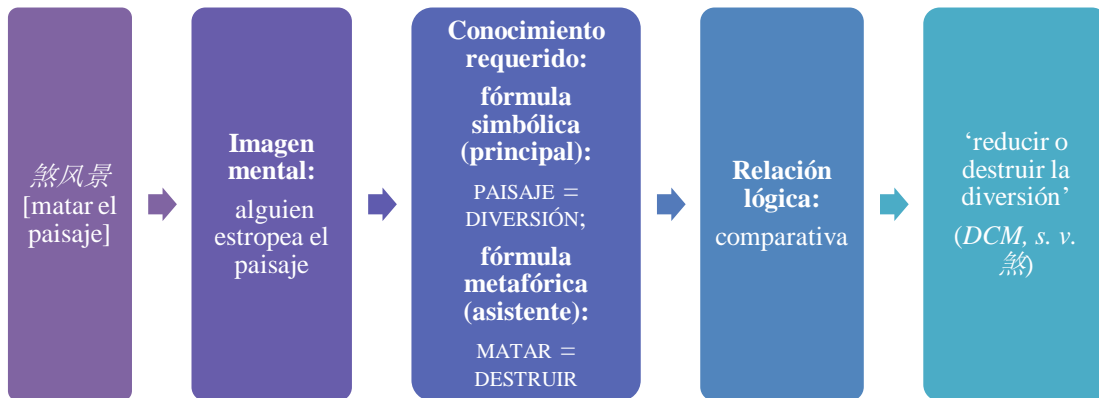 煞风景
[matar el
paisaje]
Imagen
mental:
alguien
estropea el
paisaje
Conocimiento
requerido:
fórmula
simbólica
(principal):
PAISAJE =
DIVERSIÓN;
fórmula
metafórica
(asistente):
MATAR =
DESTRUIR
Relación
lógica:
comparativa
‘reducir o
destruir la
diversión’
(DCM, s. v.
煞)